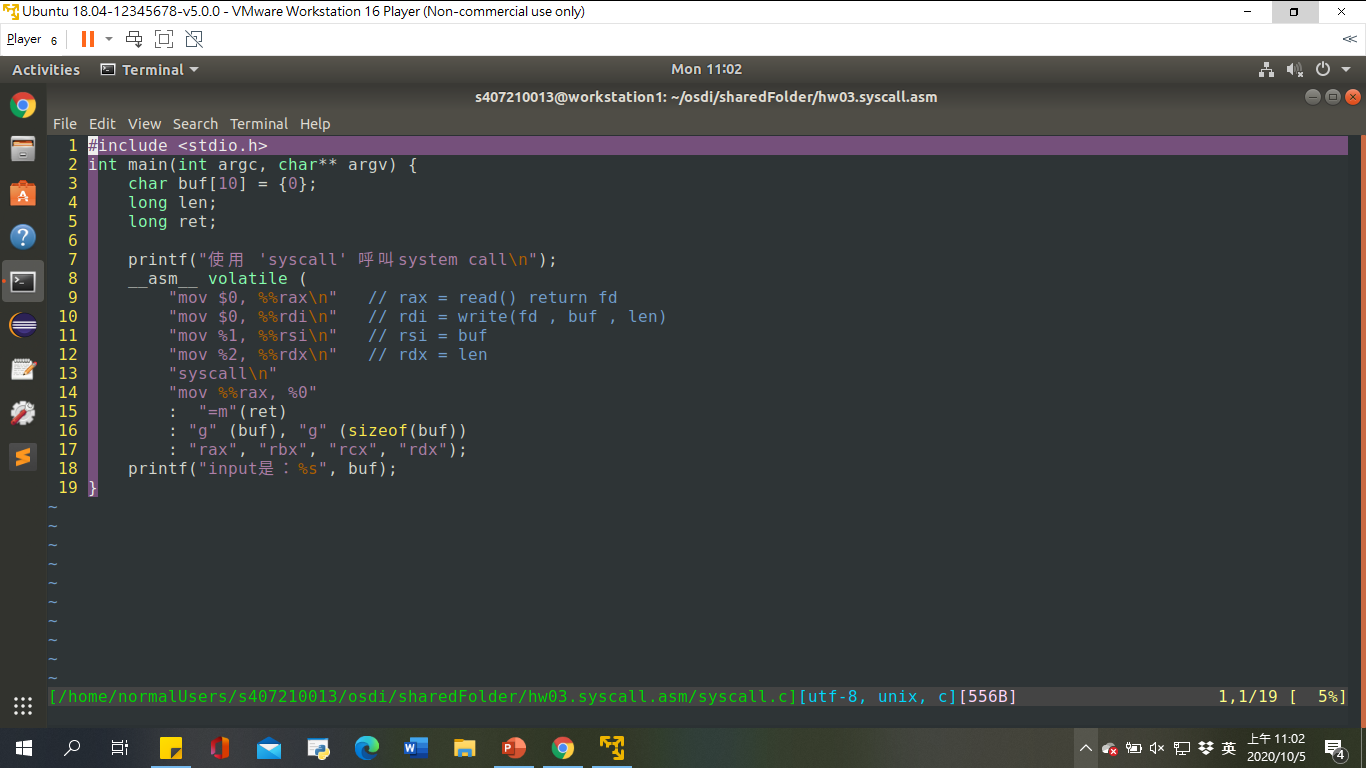 Ubuntu 18.04-12345678-v5.0.0 - VMware Workstation 16 Player (Non-commercial use only)
Player 6
Activities Terminal Mon 11:02
s407210013@workstation1: ~/osdi/sharedFolder/hw03.syscall.asm
File Edit View Search Terminal Help
1 #include <stdio.h>
2 int main(int argc, char** argv) {
3     char buf[10] = {0};
4     long len;
5     long ret;
6
7     printf("使用 'syscall' 呼叫system call\n");
8     __asm__ volatile (
9         "mov $0, %%rax\n"   // rax = read() return fd
10         "mov $0, %%rdi\n"   // rdi = write(fd , buf , len)
11         "mov %1, %%rsi\n"   // rsi = buf
12         "mov %2, %%rdx\n"   // rdx = len
13         "syscall\n"
14         "mov %%rax, %0"
15         :  "=m"(ret)
16         : "g" (buf), "g" (sizeof(buf))
17         : "rax", "rbx", "rcx", "rdx");
18     printf("input是：%s", buf);
19 }
~
~
~
~
~
~
~
~
~
~
[/home/normalUsers/s407210013/osdi/sharedFolder/hw03.syscall.asm/syscall.c][utf-8, unix, c][556B] 1,1/19 [  5%]
英 上午 11:02
2020/10/5
4